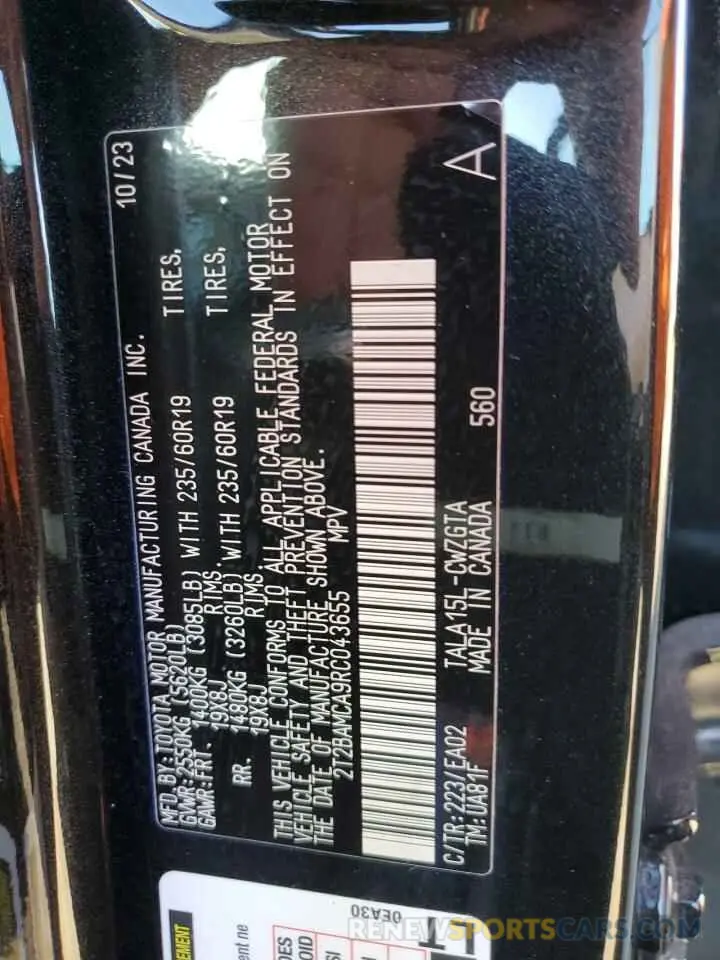 MFD. BY: TOYOTA MOTOR MANUFACTURING CANADA INC. 10/23
GVWR: 2550KG (5620LB)
GAWR: FRT. 1400KG (3085LB) WITH 235/60R19 TIRES,
19X8J RIMS.
RR. 1480KG (3260LB) WITH 235/60R19 TIRES,
19X8J RIMS.
THIS VEHICLE CONFORMS TO ALL APPLICABLE FEDERAL MOTOR
VEHICLE SAFETY AND THEFT PREVENTION STANDARDS IN EFFECT ON
THE DATE OF MANUFACTURE SHOWN ABOVE.
2T2BAMCA9RC043655 MPV
C/TR: 223/EA02 TALA15L-CWZGTA A
TM: UA81F MADE IN CANADA 560
0EA30
RENEWSPORTSCARS.COM